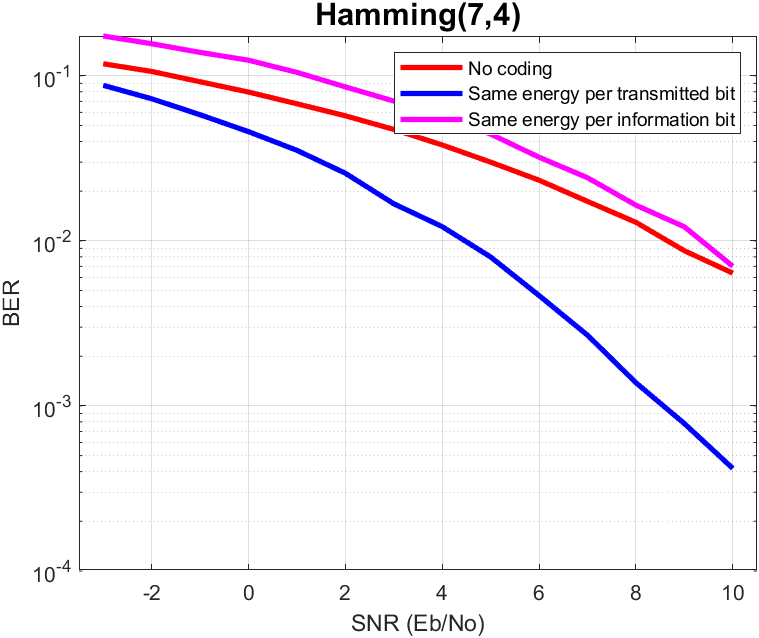 Hamming(7,4)
No coding
Same energy per transmitted bit
Same energy per information bit
10-1
10-2
10-3
10-4
BER
-2 0 2 4 6 8 10
SNR (Eb/No)